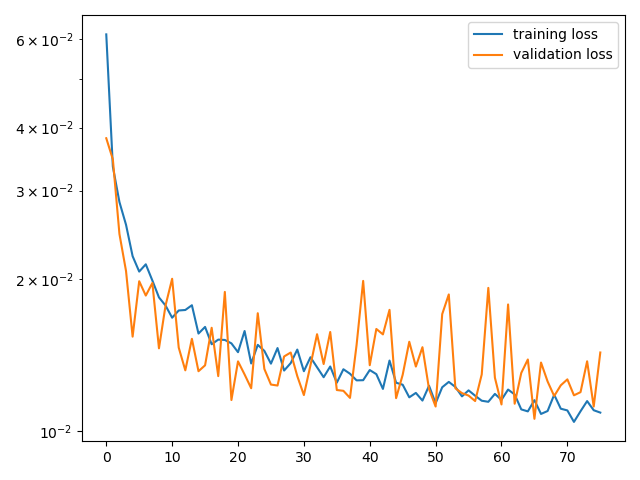 6 × 10⁻²
4 × 10⁻²
3 × 10⁻²
2 × 10⁻²
10⁻²
0 10 20 30 40 50 60 70
training loss
validation loss